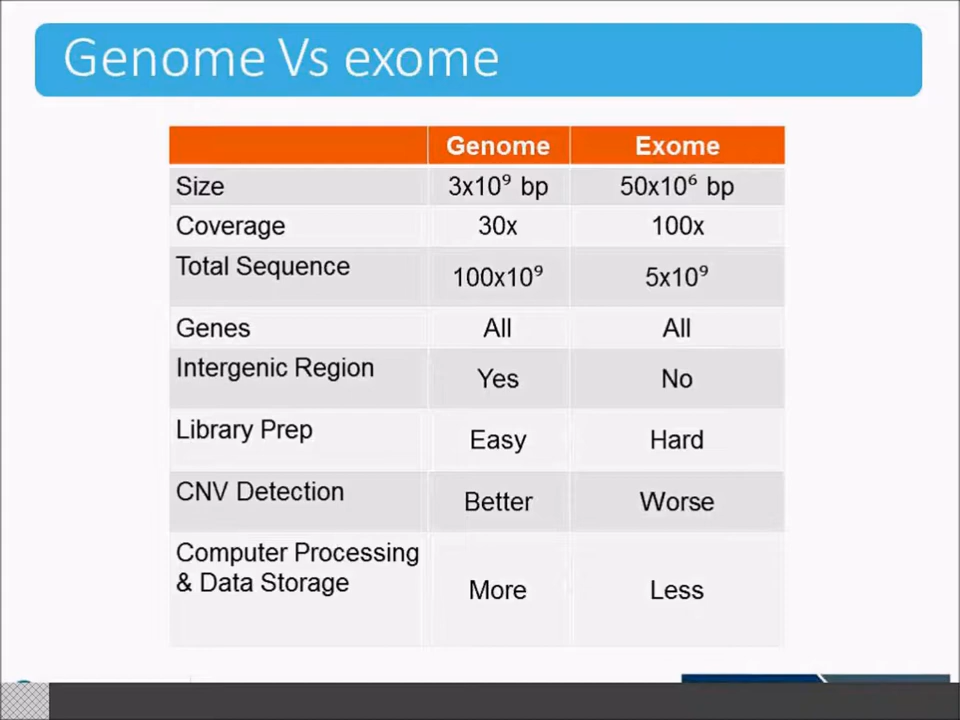 Genome Vs exome
Genome Exome
Size 3x10⁹ bp 50x10⁶ bp
Coverage 30x 100x
Total Sequence 100x10⁹ 5x10⁹
Genes All All
Intergenic Region Yes No
Library Prep Easy Hard
CNV Detection Better Worse
Computer Processing
& Data Storage More Less